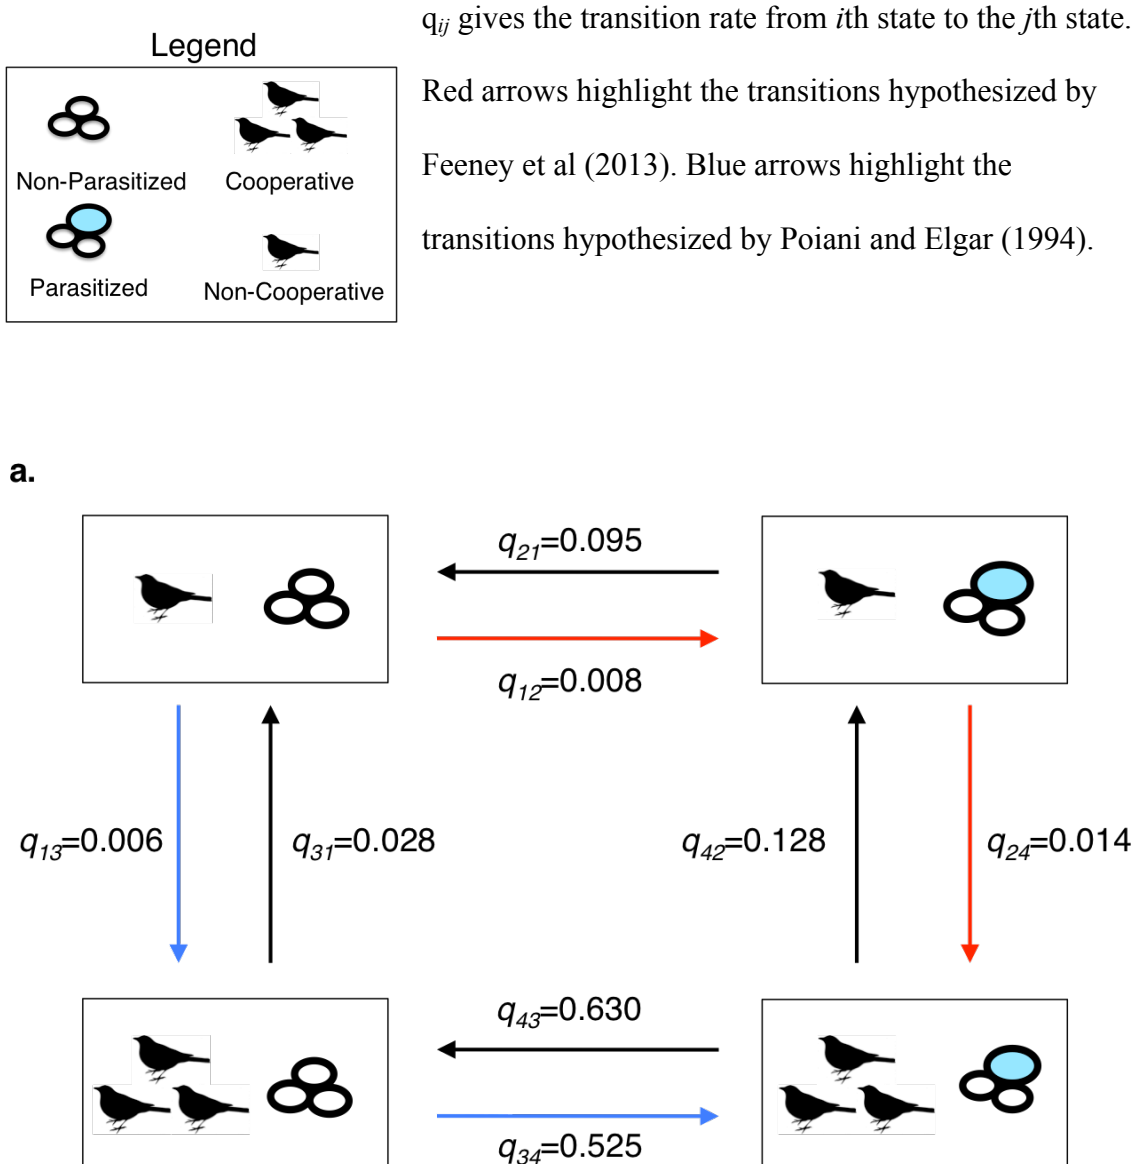 q_ij gives the transition rate from ith state to the jth state.
Legend
Red arrows highlight the transitions hypothesized by
Feeney et al (2013). Blue arrows highlight the
Non-Parasitized Cooperative
transitions hypothesized by Poiani and Elgar (1994).
Parasitized Non-Cooperative
a.
q21=0.095
q12=0.008
q13=0.006 q31=0.028 q42=0.128 q24=0.014
q43=0.630
q34=0.525